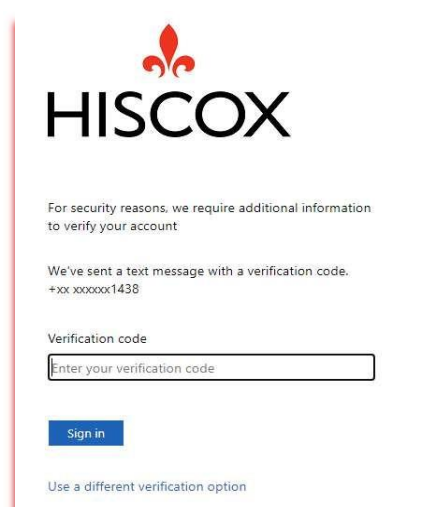 HISCOX
For security reasons, we require additional information
to verify your account
We've sent a text message with a verification code.
+xx xxxxxx1438
Verification code
Enter your verification code
Sign in
Use a different verification option